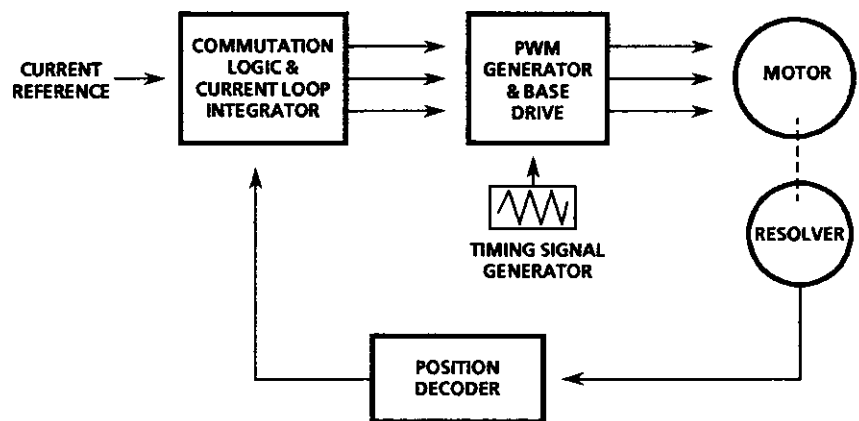 CURRENT
REFERENCE
COMMUTATION
LOGIC &
CURRENT LOOP
INTEGRATOR
PWM
GENERATOR
& BASE
DRIVE
MOTOR
RESOLVER
TIMING SIGNAL
GENERATOR
POSITION
DECODER